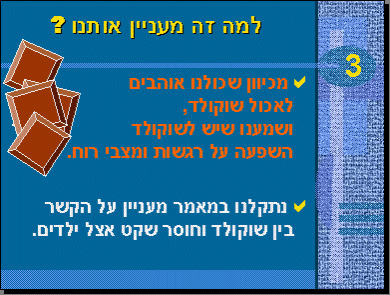 למה זה מעניין אותנו ?
3
מכיוון שכולנו אוהבים
לאכול שוקולד,
ושמענו שיש לשוקולד
השפעה על רגשות ומצבי רוח.
נתקלנו במאמר מעניין על הקשר
בין שוקולד וחוסר שקט אצל ילדים.